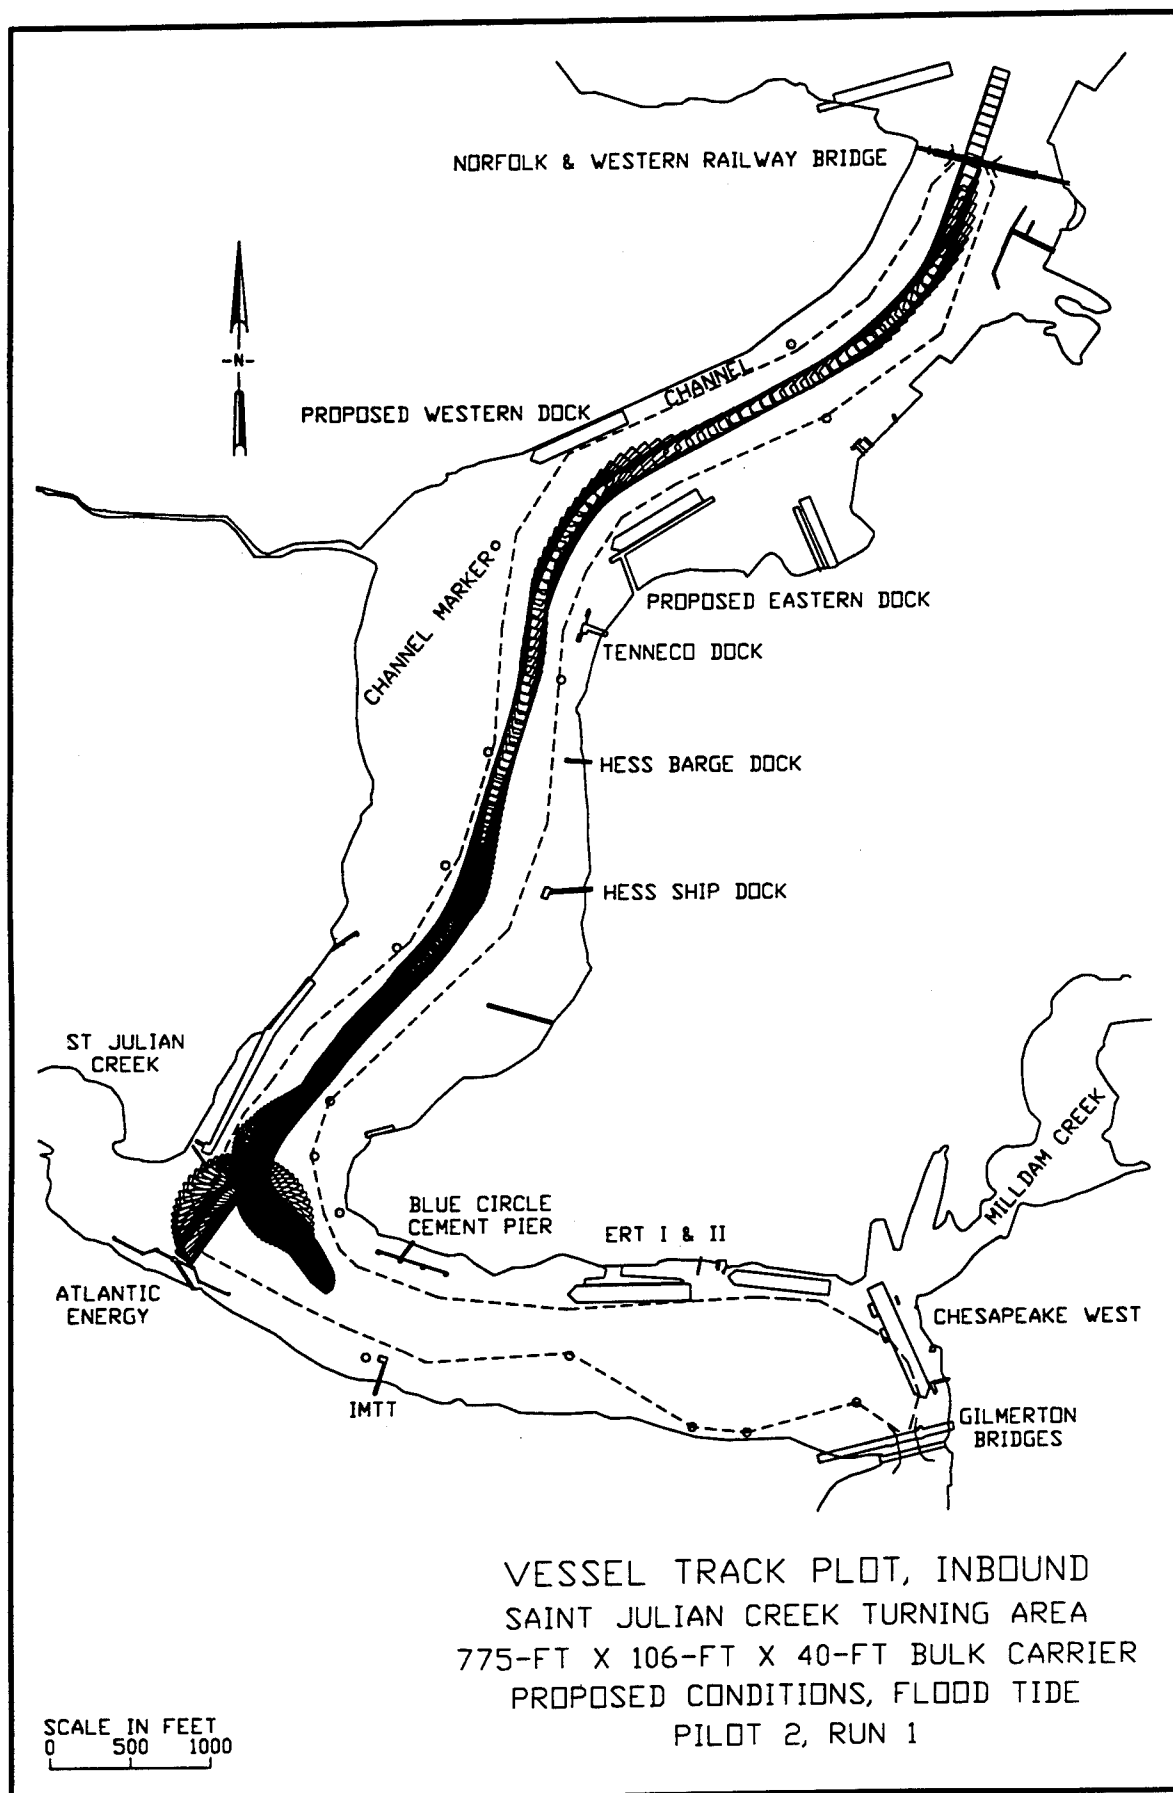 NORFOLK & WESTERN RAILWAY BRIDGE
-N-
CHANNEL
PROPOSED WESTERN DOCK
CHANNEL MARKER
PROPOSED EASTERN DOCK
TENNECO DOCK
HESS BARGE DOCK
HESS SHIP DOCK
ST JULIAN
CREEK
MILLDAM CREEK
BLUE CIRCLE
CEMENT PIER
ERT I & II
ATLANTIC
ENERGY
CHESAPEAKE WEST
IMTT
GILMERTON
BRIDGES
VESSEL TRACK PLOT, INBOUND
SAINT JULIAN CREEK TURNING AREA
775-FT X 106-FT X 40-FT BULK CARRIER
PROPOSED CONDITIONS, FLOOD TIDE
PILOT 2, RUN 1
SCALE IN FEET
0 500 1000